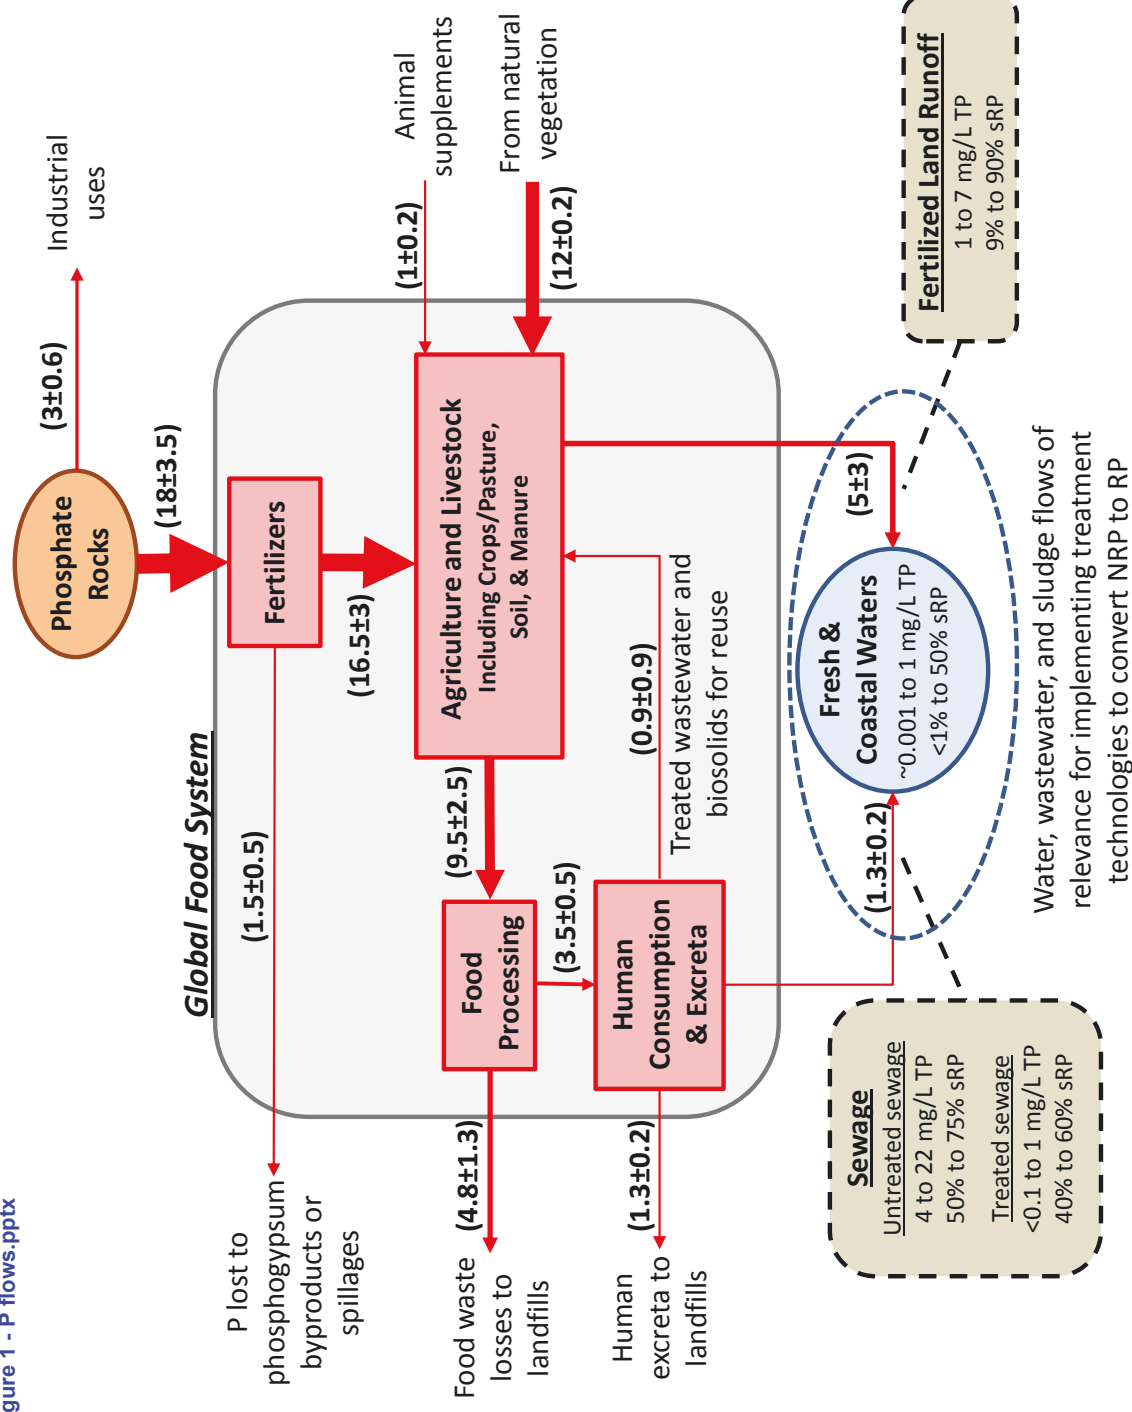 gure 1 - P flows.pptx
Phosphate
Rocks
(3±0.6)
Industrial
uses
(18±3.5)
Global Food System
Fertilizers
(1.5±0.5)
P lost to
phosphogypsum
byproducts or
spillages
(16.5±3)
Animal
supplements
(1±0.2)
From natural
vegetation
(12±0.2)
Agriculture and Livestock
Including Crops/Pasture,
Soil, & Manure
(9.5±2.5)
Food
Processing
(4.8±1.3)
Food waste
losses to
landfills
(3.5±0.5)
Human
Consumption
& Excreta
(1.3±0.2)
Human
excreta to
landfills
(0.9±0.9)
Treated wastewater and
biosolids for reuse
(5±3)
(1.3±0.2)
Fresh &
Coastal Waters
~0.001 to 1 mg/L TP
<1% to 50% sRP
Sewage
Untreated sewage
4 to 22 mg/L TP
50% to 75% sRP
Treated sewage
<0.1 to 1 mg/L TP
40% to 60% sRP
Fertilized Land Runoff
1 to 7 mg/L TP
9% to 90% sRP
Water, wastewater, and sludge flows of
relevance for implementing treatment
technologies to convert NRP to RP